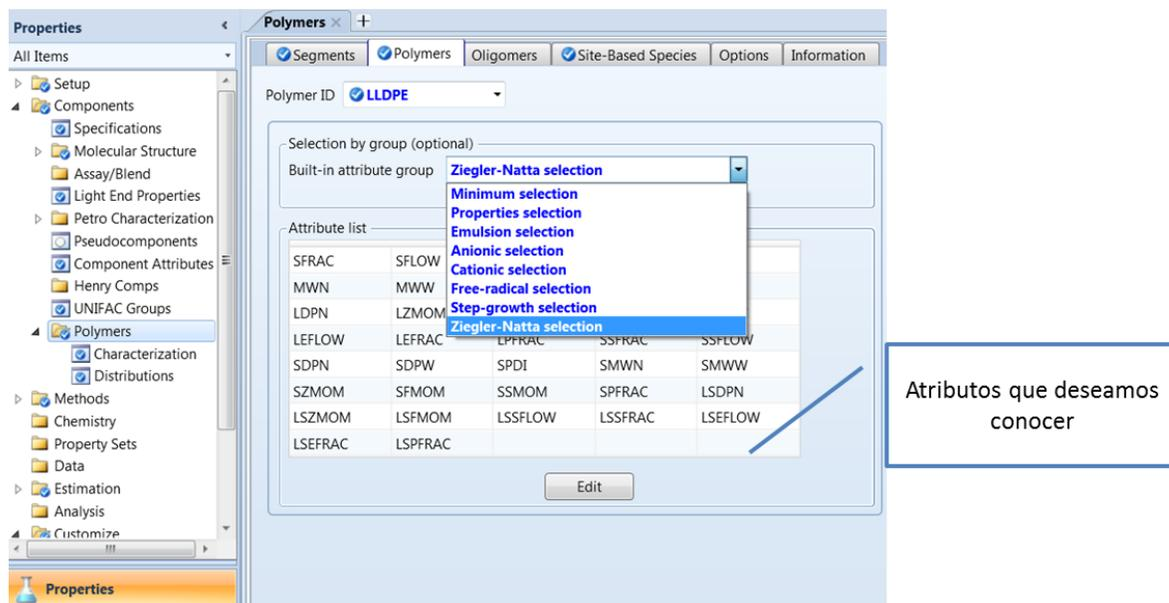 Properties
All Items
Setup
Components
Specifications
Molecular Structure
Assay/Blend
Light End Properties
Petro Characterization
Pseudocomponents
Component Attributes
Henry Comps
UNIFAC Groups
Polymers
Characterization
Distributions
Methods
Chemistry
Property Sets
Data
Estimation
Analysis
Customize
Properties
Polymers
Segments Polymers Oligomers Site-Based Species Options Information
Polymer ID LLDPE
Selection by group (optional)
Built-in attribute group Ziegler-Natta selection
Minimum selection
Properties selection
Emulsion selection
Anionic selection
Cationic selection
Free-radical selection
Step-growth selection
Ziegler-Natta selection
Attribute list
SFRAC SFLOW
MWN MWW
LDPN LZMOM
LEFLOW LEFRAC LPFRAC SSFRAC SSFLOW
SDPN SDPW SPDI SMWN SMWW
SZMOM SFMOM SSMOM SPFRAC LSDPN
LSZMOM LSFMOM LSSFLOW LSSFRAC LSEFLOW
LSEFRAC LSPFRAC
Edit
Atributos que deseamos
conocer